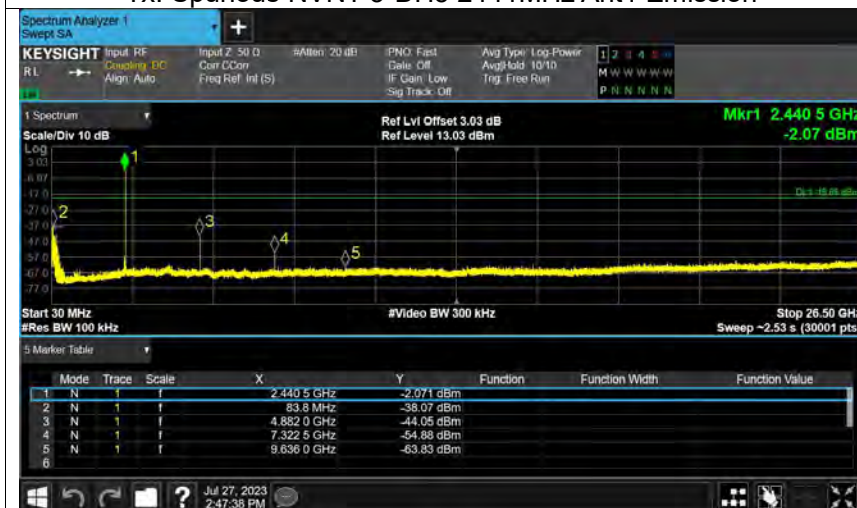 Tx. Spurious NVNT 3-DH5 2441MHz Ant1 Emission
Spectrum Analyzer 1
Swept SA
+
KEYSIGHT Input: RF Input Z: 50 Ω #Atten: 20 dB PNO: Fast Avg Type: Log-Power 1 2 3 4 5 6
RL Coupling: DC Corr CCorr Gate: Off Avg|Hold: 10/10 M W W W W W
Align: Auto Freq Ref: Int (S) IF Gain: Low Trig: Free Run
Sig Track: Off P N N N N N
1 Spectrum Ref Lvl Offset 3.03 dB Mkr1 2.440 5 GHz
Scale/Div 10 dB Ref Level 13.03 dBm -2.07 dBm
Log
3.03
-6.97
-17.0
-27.0
-37.0
-47.0
-57.0
-67.0
-77.0
1
2
3
4
5
Start 30 MHz #Video BW 300 kHz Stop 26.50 GHz
#Res BW 100 kHz Sweep ~2.53 s (30001 pts)
5 Marker Table
Mode Trace Scale X Y Function Function Width Function Value
1 N 1 f 2.440 5 GHz -2.071 dBm
2 N 1 f 83.8 MHz -38.07 dBm
3 N 1 f 4.882 0 GHz -44.05 dBm
4 N 1 f 7.322 5 GHz -54.88 dBm
5 N 1 f 9.636 0 GHz -63.83 dBm
6
? Jul 27, 2023
2:47:38 PM